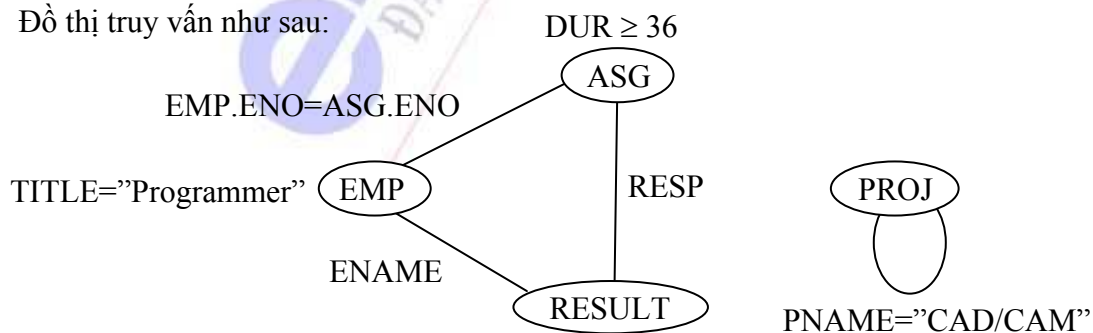 Đồ thị truy vấn như sau:
DUR ≥ 36
ASG
EMP.ENO=ASG.ENO
TITLE=”Programmer”
EMP
RESP
PROJ
ENAME
RESULT
PNAME=”CAD/CAM”